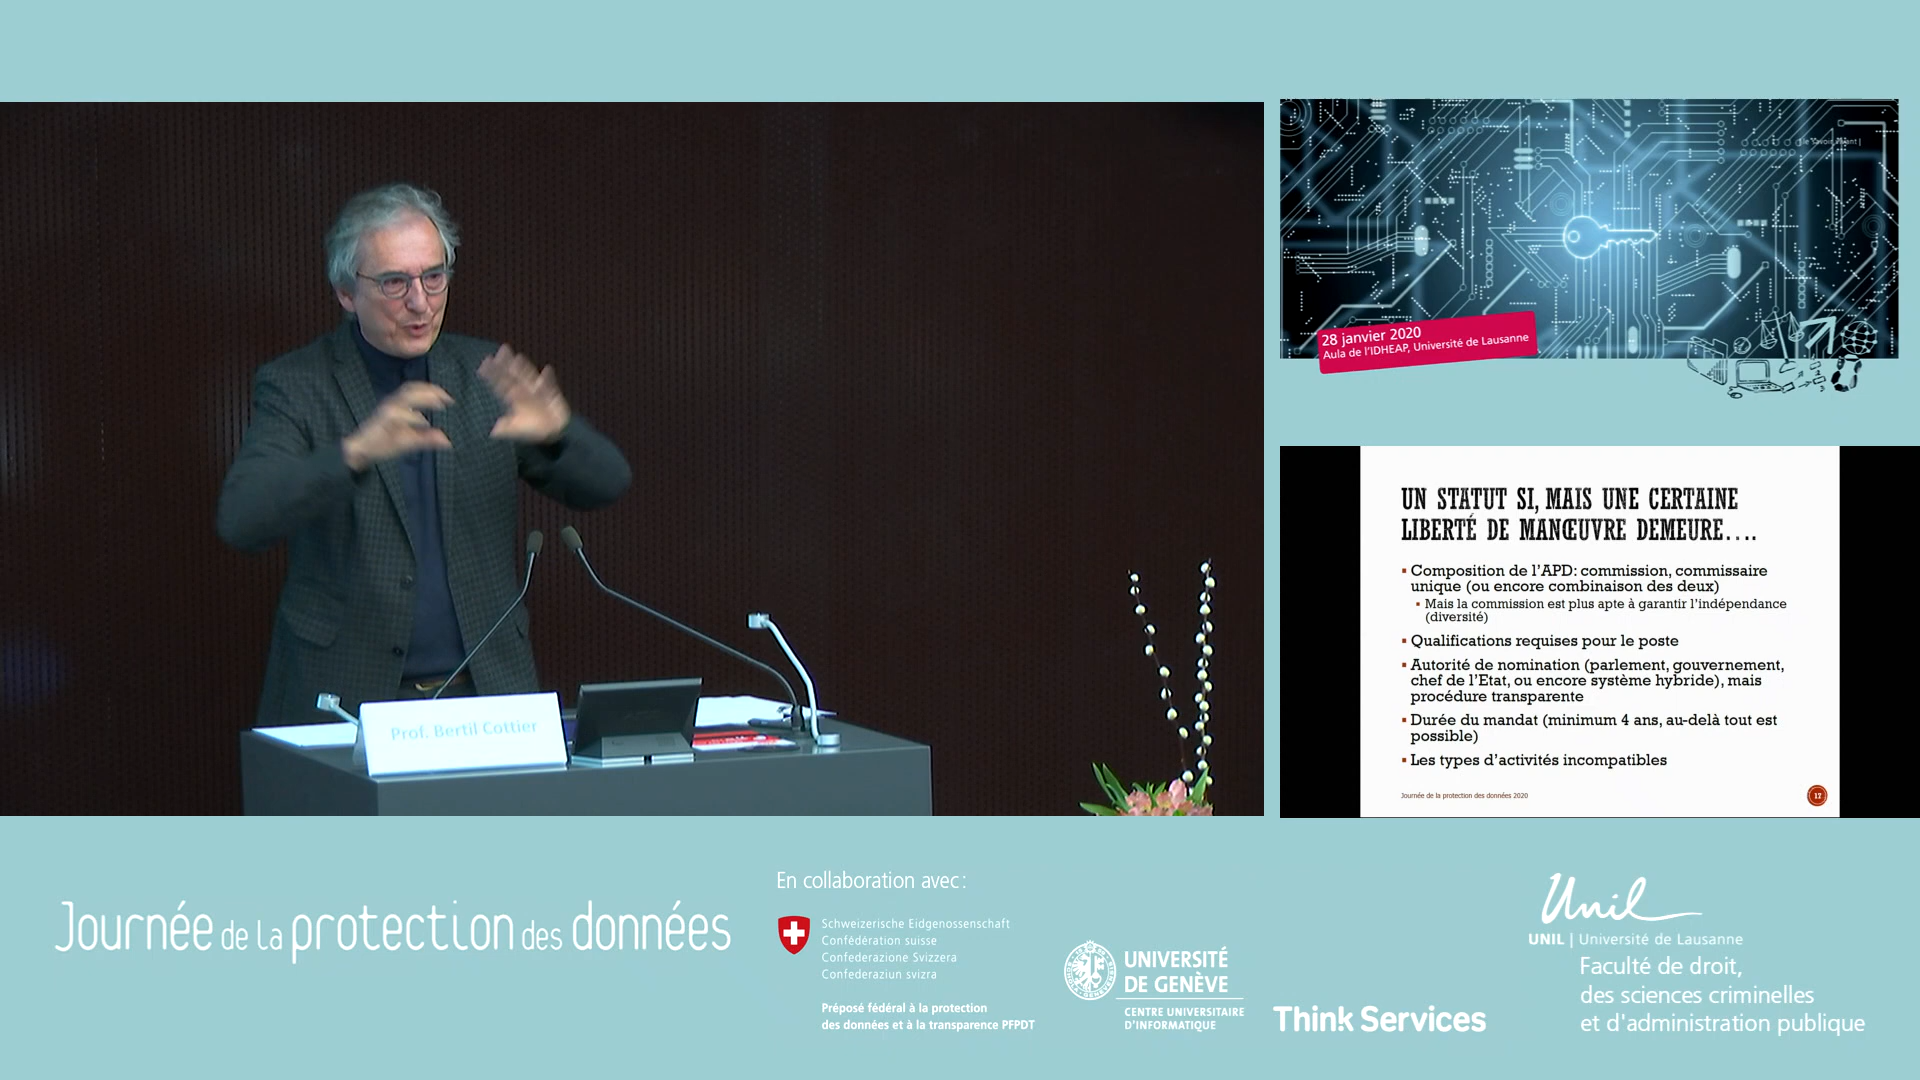 Prof. Bertil Cottier
28 janvier 2020
Aula de l'IDHEAP, Université de Lausanne
UN STATUT SI, MAIS UNE CERTAINE
LIBERTÉ DE MANŒUVRE DEMEURE....
▪ Composition de l'APD: commission, commissaire
unique (ou encore combinaison des deux)
▪ Mais la commission est plus apte à garantir l'indépendance
(diversité)
▪ Qualifications requises pour le poste
▪ Autorité de nomination (parlement, gouvernement,
chef de l'Etat, ou encore système hybride), mais
procédure transparente
▪ Durée du mandat (minimum 4 ans, au-delà tout est
possible)
▪ Les types d'activités incompatibles
Journée de la protection des données 2020
17
Journée de la protection des données
En collaboration avec :
Schweizerische Eidgenossenschaft
Confédération suisse
Confederazione Svizzera
Confederaziun svizra
Préposé fédéral à la protection
des données et à la transparence PFPDT
UNIVERSITÉ
DE GENÈVE
CENTRE UNIVERSITAIRE
D'INFORMATIQUE
Think Services
Unil
UNIL | Université de Lausanne
Faculté de droit,
des sciences criminelles
et d'administration publique